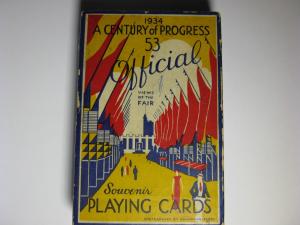 1934
A CENTURY of PROGRESS
53
Official
VIEWS
OF THE
FAIR
Souvenir
PLAYING CARDS